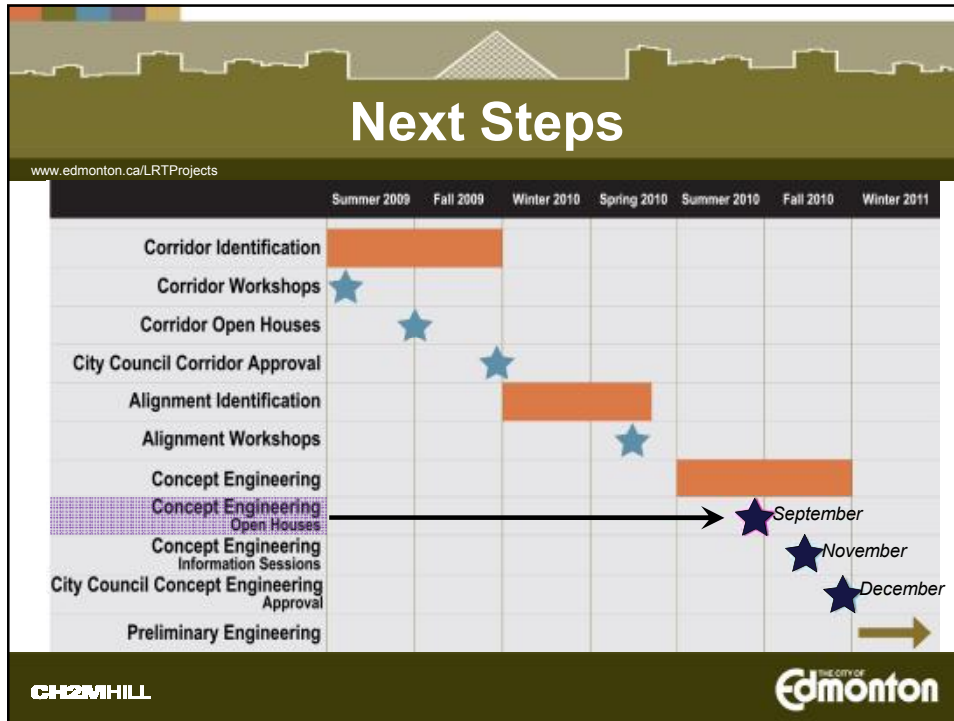 Next Steps
www.edmonton.ca/LRTProjects
Summer 2009 Fall 2009 Winter 2010 Spring 2010 Summer 2010 Fall 2010 Winter 2011
Corridor Identification
Corridor Workshops
Corridor Open Houses
City Council Corridor Approval
Alignment Identification
Alignment Workshops
Concept Engineering
Concept Engineering
Open Houses
September
Concept Engineering
Information Sessions
November
City Council Concept Engineering
Approval
December
Preliminary Engineering
CH2MHILL
THE CITY OF
Edmonton